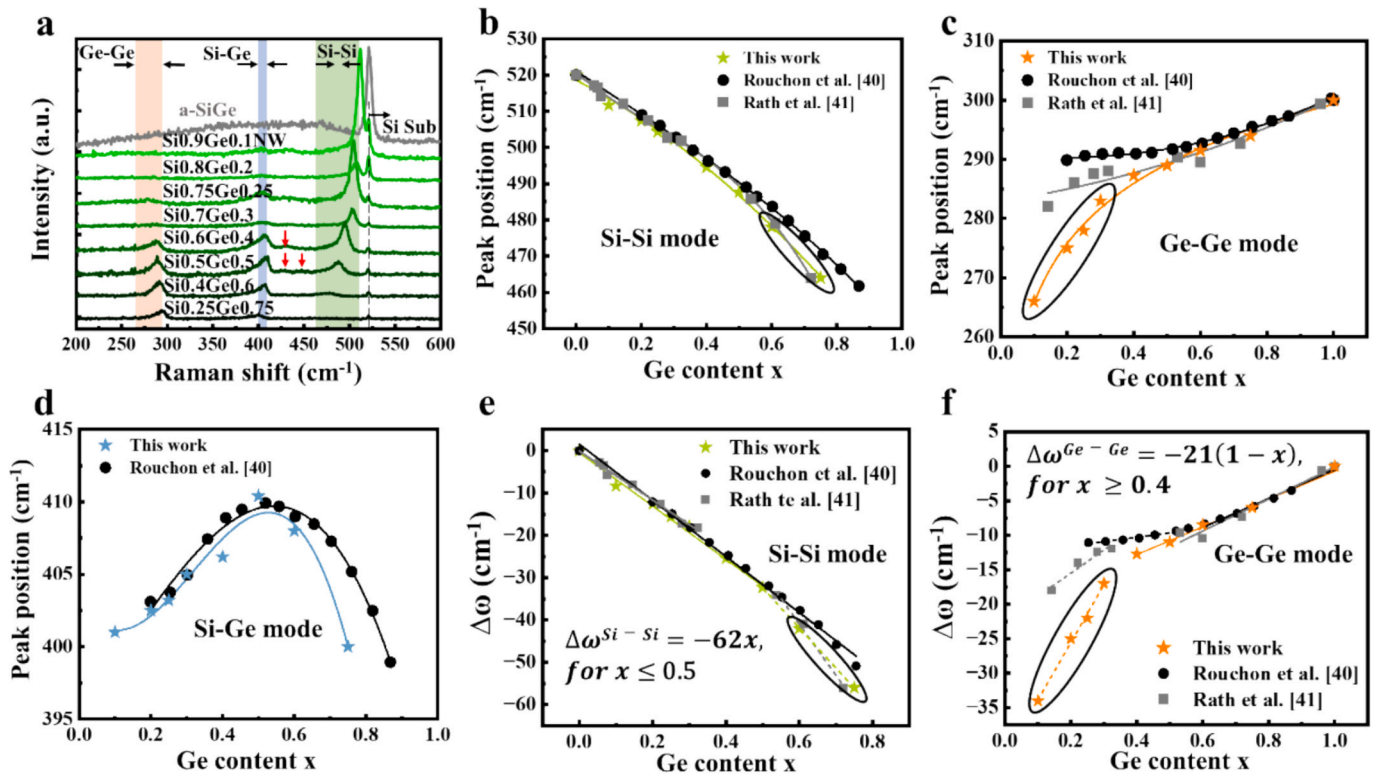 a
Ge-Ge
Si-Ge
Si-Si
a-SiGe
Si Sub
Si0.9Ge0.1NW
Si0.8Ge0.2
Si0.75Ge0.25
Si0.7Ge0.3
Si0.6Ge0.4
Si0.5Ge0.5
Si0.4Ge0.6
Si0.25Ge0.75
Intensity (a.u.)
200 250 300 350 400 450 500 550 600
Raman shift (cm⁻¹)
b
This work
Rouchon et al. [40]
Rath et al. [41]
530
520
510
500
490
480
470
460
450
Peak position (cm⁻¹)
Si-Si mode
0.0 0.2 0.4 0.6 0.8 1.0
Ge content x
c
This work
Rouchon et al. [40]
Rath et al. [41]
310
300
290
280
270
260
Peak position (cm⁻¹)
Ge-Ge mode
0.0 0.2 0.4 0.6 0.8 1.0
Ge content x
d
This work
Rouchon et al. [40]
415
410
405
400
395
Peak position (cm⁻¹)
Si-Ge mode
0.0 0.2 0.4 0.6 0.8 1.0
Ge content x
e
This work
Rouchon et al. [40]
Rath te al. [41]
0
−10
−20
−30
−40
−50
−60
Δω (cm⁻¹)
Si-Si mode
Δω^{Si − Si} = −62x,
for x ≤ 0.5
0.0 0.2 0.4 0.6 0.8
Ge content x
f
Δω^{Ge − Ge} = −21(1 − x),
for x ≥ 0.4
5
0
−5
−10
−15
−20
−25
−30
−35
Δω (cm⁻¹)
Ge-Ge mode
This work
Rouchon et al. [40]
Rath et al. [41]
0.0 0.2 0.4 0.6 0.8 1.0
Ge content x